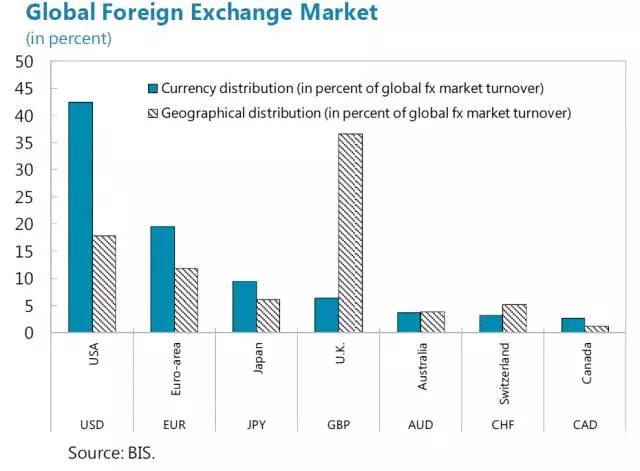 Global Foreign Exchange Market
(in percent)
50
45
40
35
30
25
20
15
10
5
0
Currency distribution (in percent of global fx market turnover)
Geographical distribution (in percent of global fx market turnover)
USA
Euro-area
Japan
U.K.
Australia
Switzerland
Canada
USD
EUR
JPY
GBP
AUD
CHF
CAD
Source: BIS.